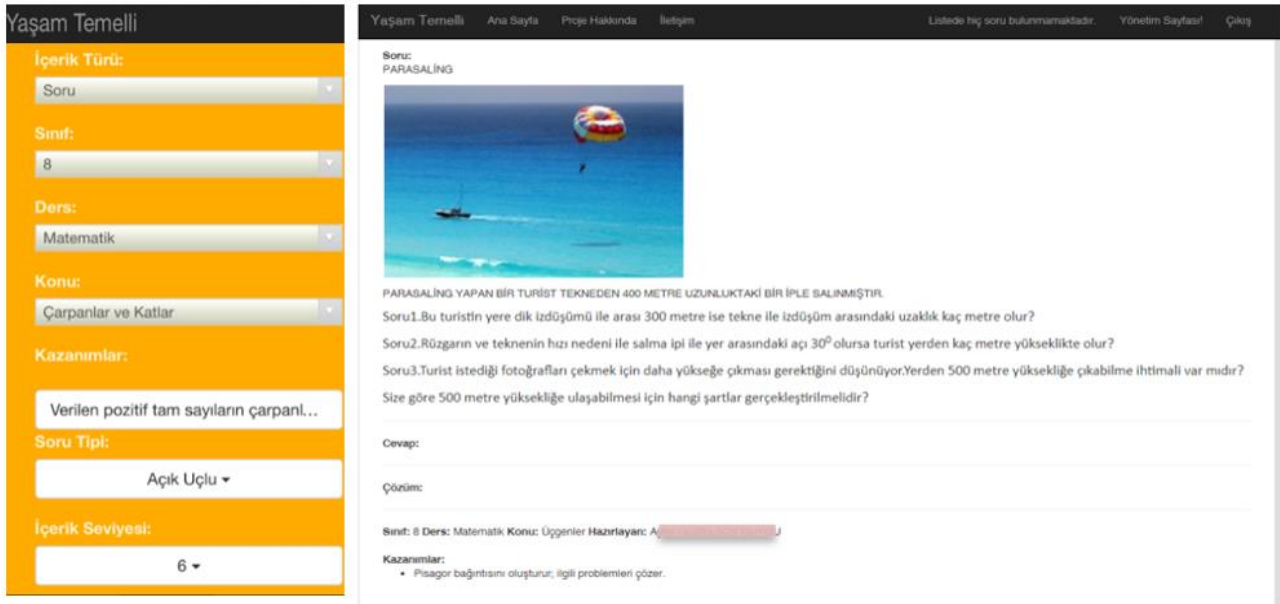 Yaşam Temelli
İçerik Türü:
Soru
Sınıf:
8
Ders:
Matematik
Konu:
Çarpanlar ve Katlar
Kazanımlar:
Verilen pozitif tam sayıların çarpanl...
Soru Tipi:
Açık Uçlu
İçerik Seviyesi:
6
Yaşam Temelli Ana Sayfa Proje Hakkında İletişim Listede hiç soru bulunmamaktadır. Yönetim Sayfası! Çıkış
Soru:
PARASALİNG
PARASALİNG YAPAN BİR TURİST TEKNEDEN 400 METRE UZUNLUKTAKİ BİR İPLE SALINMIŞTIR.
Soru1.Bu turistin yere dik izdüşümü ile arası 300 metre ise tekne ile izdüşüm arasındaki uzaklık kaç metre olur?
Soru2.Rüzgarın ve teknenin hızı nedeni ile salma ipi ile yer arasındaki açı 30⁰ olursa turist yerden kaç metre yükseklikte olur?
Soru3.Turist istediği fotoğrafları çekmek için daha yükseğe çıkması gerektiğini düşünüyor.Yerden 500 metre yüksekliğe çıkabilme ihtimali var mıdır?
Size göre 500 metre yüksekliğe ulaşabilmesi için hangi şartlar gerçekleştirilmelidir?
Cevap:
Çözüm:
Sınıf: 8 Ders: Matematik Konu: Üçgenler Hazırlayan:
Kazanımlar:
• Pisagor bağıntısını oluşturur; ilgili problemleri çözer.